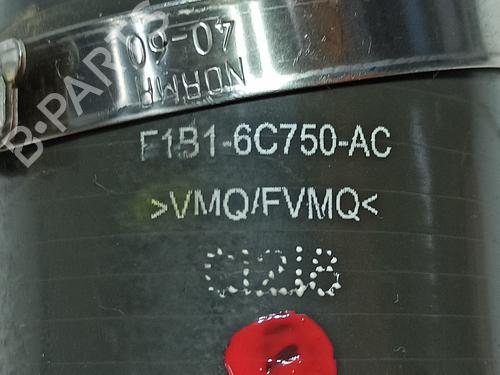 40-60
NORMA
F1B1-6C750-AC
>VMQ/FVMQ<
B-PARTS